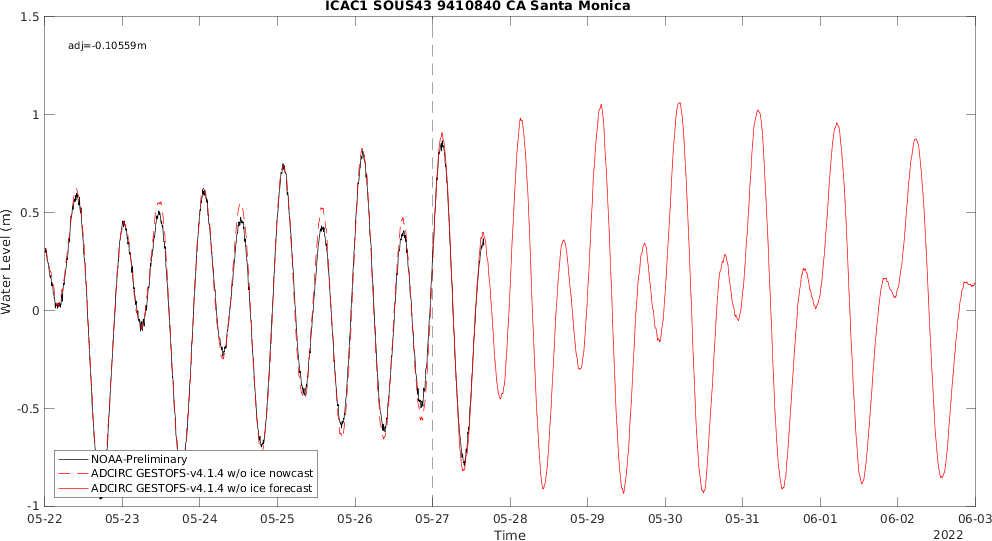 ICAC1 SOUS43 9410840 CA Santa Monica
1.5
adj=-0.10559m
1
0.5
Water Level (m)
0
-0.5
NOAA-Preliminary
ADCIRC GESTOFS-v4.1.4 w/o ice nowcast
ADCIRC GESTOFS-v4.1.4 w/o ice forecast
-1
05-22 05-23 05-24 05-25 05-26 05-27 05-28 05-29 05-30 05-31 06-01 06-02 06-03
Time
2022